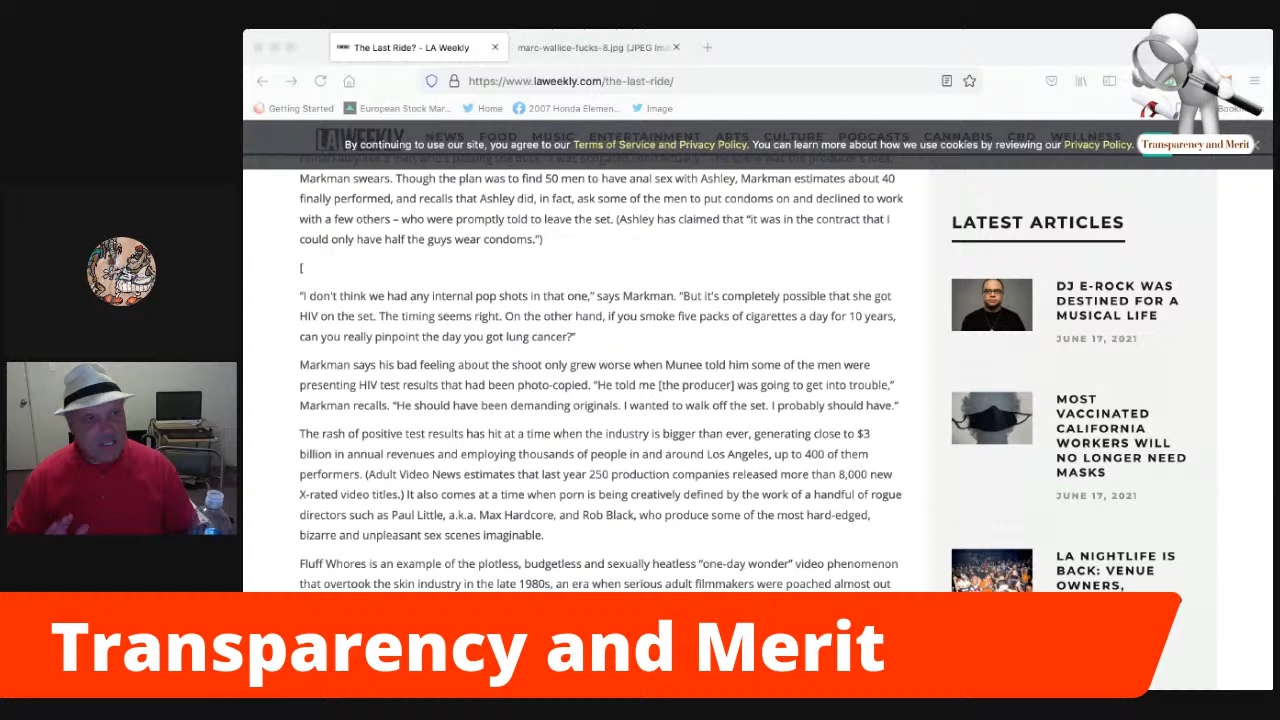 The Last Ride? - LA Weekly
marc-wallice-fucks-8.jpg (JPEG Im
https://www.laweekly.com/the-last-ride/
Getting Started European Stock Mar... Home 2007 Honda Elemen... Image
LA WEEKLY NEWS FOOD MUSIC ENTERTAINMENT ARTS CULTURE PODCASTS CANNABIS CBD WELLNESS
By continuing to use our site, you agree to our Terms of Service and Privacy Policy. You can learn more about how we use cookies by reviewing our Privacy Policy.
Transparency and Merit
Markman swears. Though the plan was to find 50 men to have anal sex with Ashley, Markman estimates about 40
finally performed, and recalls that Ashley did, in fact, ask some of the men to put condoms on and declined to work
with a few others – who were promptly told to leave the set. (Ashley has claimed that “it was in the contract that i
could only have half the guys wear condoms.”)
[
“I don't think we had any internal pop shots in that one,” says Markman. “But it's completely possible that she got
HIV on the set. The timing seems right. On the other hand, if you smoke five packs of cigarettes a day for 10 years,
can you really pinpoint the day you got lung cancer?”
Markman says his bad feeling about the shoot only grew worse when Munee told him some of the men were
presenting HIV test results that had been photo-copied. “He told me [the producer] was going to get into trouble,”
Markman recalls. “He should have been demanding originals. I wanted to walk off the set. I probably should have.”
The rash of positive test results has hit at a time when the industry is bigger than ever, generating close to $3
billion in annual revenues and employing thousands of people in and around Los Angeles, up to 400 of them
performers. (Adult Video News estimates that last year 250 production companies released more than 8,000 new
X-rated video titles.) It also comes at a time when porn is being creatively defined by the work of a handful of rogue
directors such as Paul Little, a.k.a. Max Hardcore, and Rob Black, who produce some of the most hard-edged,
bizarre and unpleasant sex scenes imaginable.
Fluff Whores is an example of the plotless, budgetless and sexually heatless “one-day wonder” video phenomenon
that overtook the skin industry in the late 1980s, an era when serious adult filmmakers were poached almost out
LATEST ARTICLES
DJ E-ROCK WAS
DESTINED FOR A
MUSICAL LIFE
JUNE 17, 2021
MOST
VACCINATED
CALIFORNIA
WORKERS WILL
NO LONGER NEED
MASKS
JUNE 17, 2021
LA NIGHTLIFE IS
BACK: VENUE
OWNERS,
Transparency and Merit